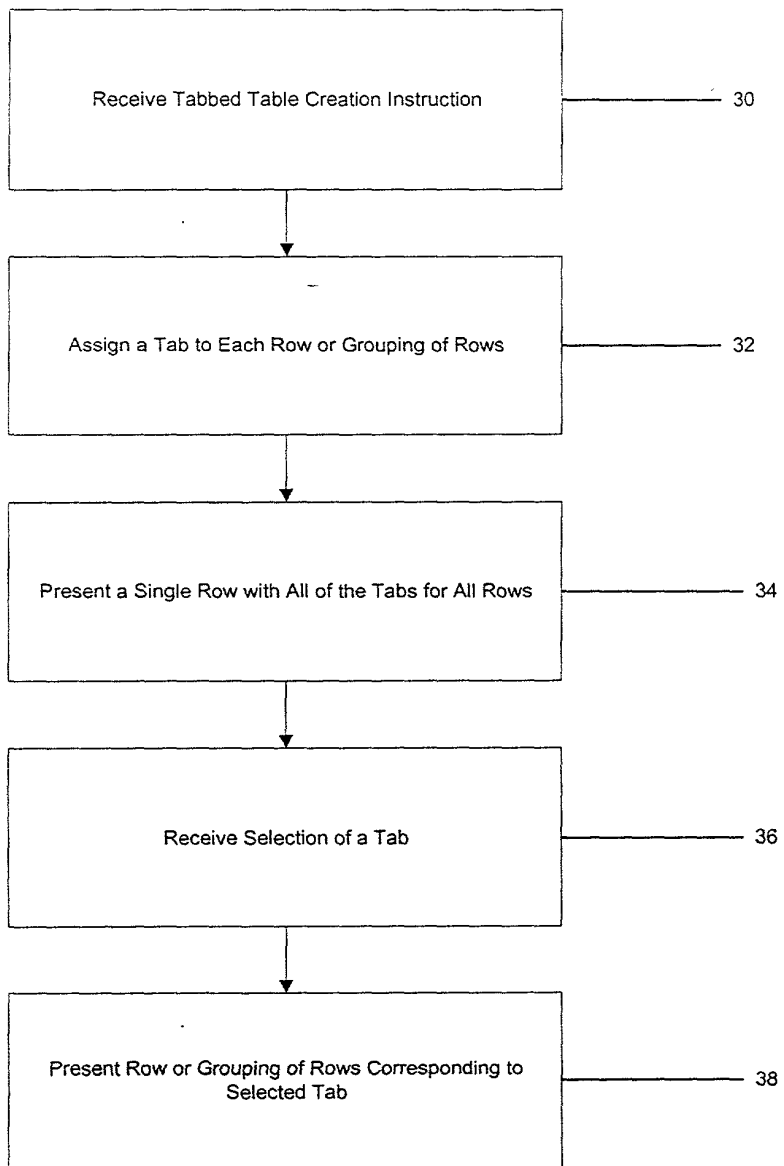 Receive Tabbed Table Creation Instruction
30
Assign a Tab to Each Row or Grouping of Rows
32
Present a Single Row with All of the Tabs for All Rows
34
Receive Selection of a Tab
36
Present Row or Grouping of Rows Corresponding to
Selected Tab
38